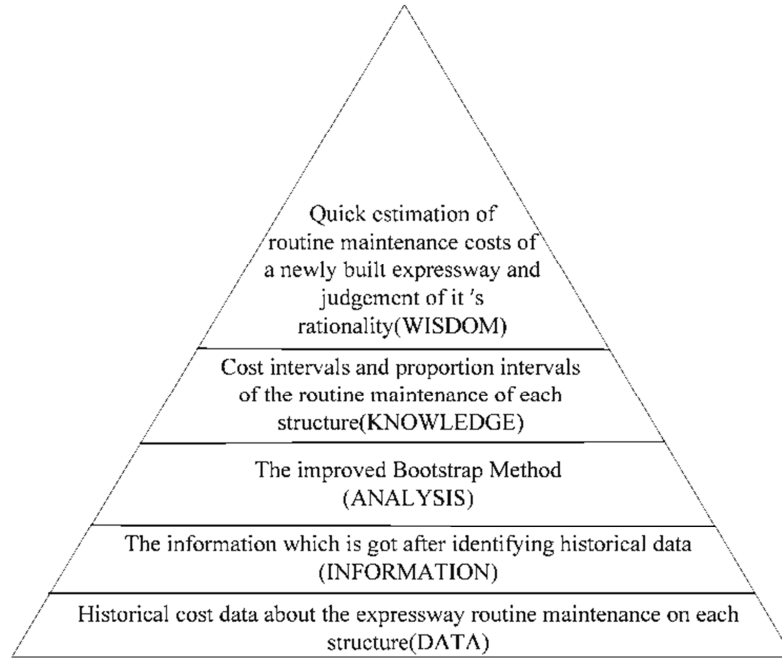 Quick estimation of
routine maintenance costs of
a newly built expressway and
judgement of it 's
rationality(WISDOM)
Cost intervals and proportion intervals
of the routine maintenance of each
structure(KNOWLEDGE)
The improved Bootstrap Method
(ANALYSIS)
The information which is got after identifying historical data
(INFORMATION)
Historical cost data about the expressway routine maintenance on each
structure(DATA)